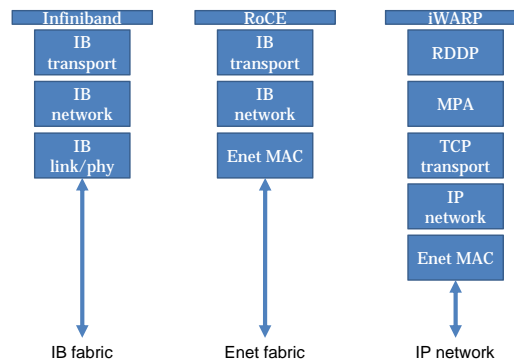 Infiniband
IB
transport
IB
network
IB
link/phy
IB fabric
RoCE
IB
transport
IB
network
Enet MAC
Enet fabric
iWARP
RDDP
MPA
TCP
transport
IP
network
Enet MAC
IP network